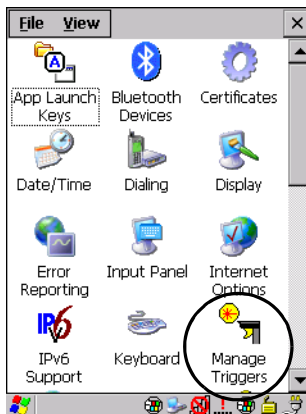 File View
App Launch Keys
Bluetooth Devices
Certificates
Date/Time
Dialing
Display
Error Reporting
Input Panel
Internet Options
IPv6 Support
Keyboard
Manage Triggers